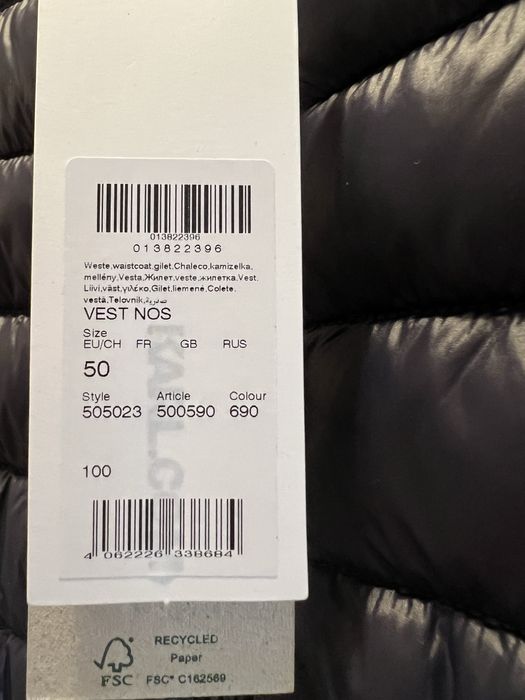 013822396
013822396
Weste,waistcoat,gilet,Chaleco,kamizelka,
mellény,Vesta,Жилет,veste,жилетка,Vest,
Liivi,väst,γιλέκο,Gilet,liemenė,Colete,
vestă,Telovnik,صدرية
VEST NOS
Size
EU/CH FR GB RUS
50
Style Article Colour
505023 500590 690
100
4 062226 338684
RECYCLED
Paper
FSC FSC® C162569